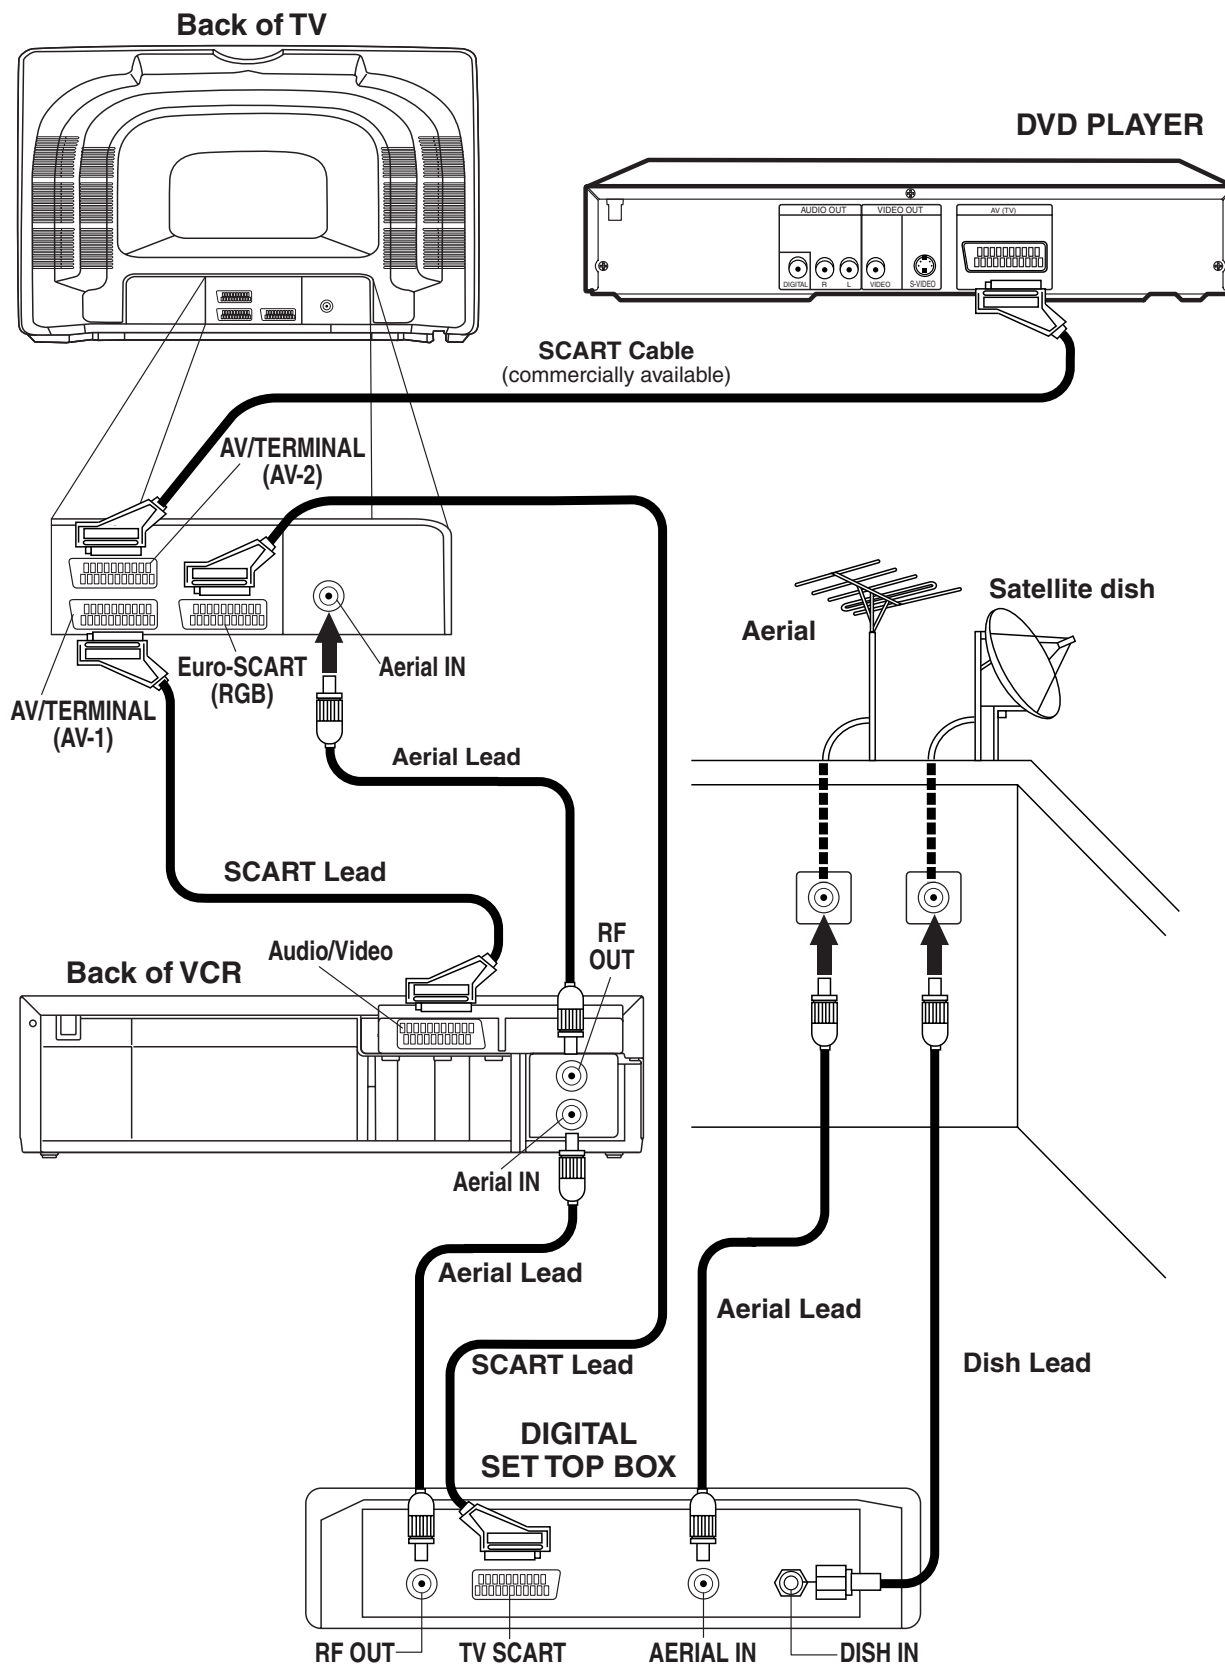 Back of TV
DVD PLAYER
AUDIO OUT
VIDEO OUT
AV (TV)
DIGITAL
R
L
VIDEO
S-VIDEO
SCART Cable
(commercially available)
AV/TERMINAL
(AV-2)
Satellite dish
Aerial
Euro-SCART
(RGB)
Aerial IN
AV/TERMINAL
(AV-1)
Aerial Lead
SCART Lead
Audio/Video
RF
OUT
Back of VCR
Aerial IN
Aerial Lead
Aerial Lead
SCART Lead
Dish Lead
DIGITAL
SET TOP BOX
RF OUT
TV SCART
AERIAL IN
DISH IN